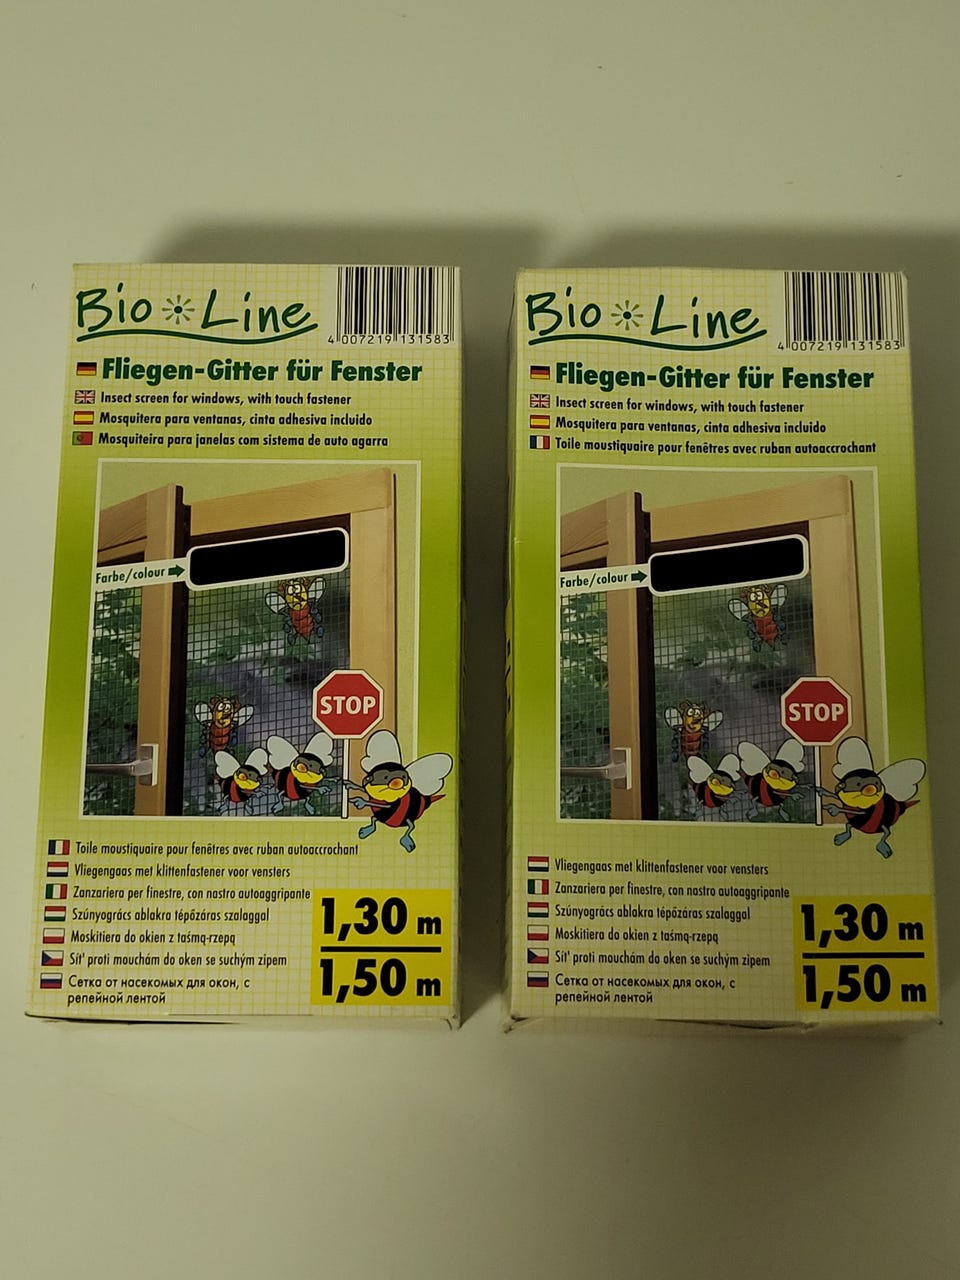 Bio Line
4 007219 131583
Fliegen-Gitter für Fenster
Insect screen for windows, with touch fastener
Mosquitera para ventanas, cinta adhesiva incluido
Mosquiteira para janelas com sistema de auto agarra
Farbe/colour
STOP
Toile moustiquaire pour fenêtres avec ruban autoaccrochant
Vliegengaas met klittenfastener voor vensters
Zanzariera per finestre, con nastro autoaggripante
Szúnyogrács ablakra tépőzáras szalaggal
Moskitiera do okien z taśmą-rzepą
Sít' proti mouchám do oken se suchým zipem
Сетка от насекомых для окон, с
репейной лентой
1,30 m
1,50 m
Bio Line
4 007219 131583
Fliegen-Gitter für Fenster
Insect screen for windows, with touch fastener
Mosquitera para ventanas, cinta adhesiva incluido
Toile moustiquaire pour fenêtres avec ruban autoaccrochant
Farbe/colour
STOP
Vliegengaas met klittenfastener voor vensters
Zanzariera per finestre, con nastro autoaggripante
Szúnyogrács ablakra tépőzáras szalaggal
Moskitiera do okien z taśmą-rzepą
Sít' proti mouchám do oken se suchým zipem
Сетка от насекомых для окон, с
репейной лентой
1,30 m
1,50 m